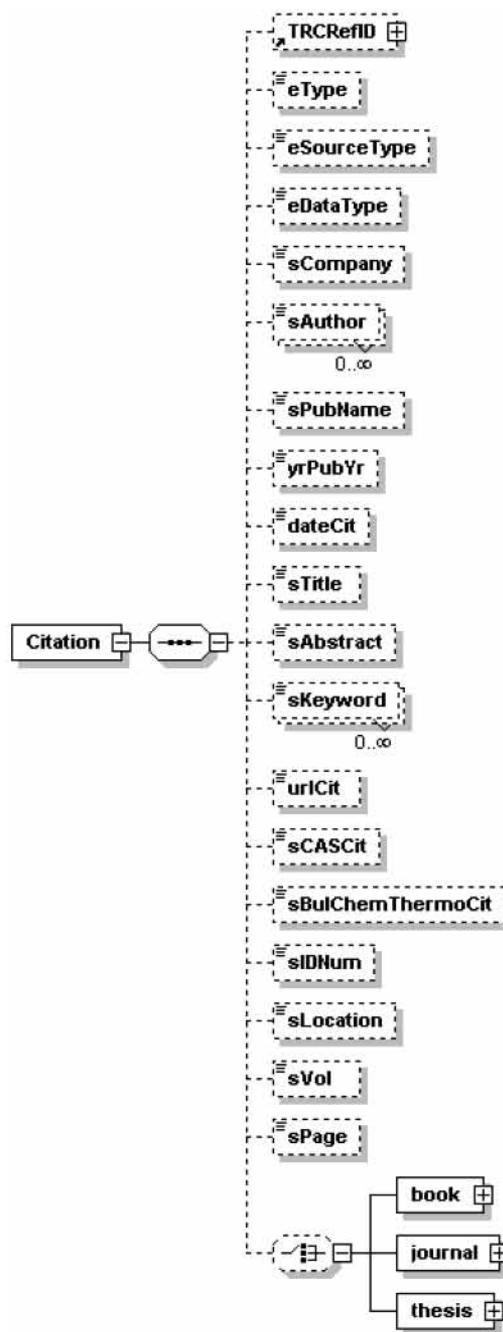 TRCRefID
eType
eSourceType
eDataType
sCompany
sAuthor
0..∞
sPubName
yrPubYr
dateCit
sTitle
Citation
sAbstract
sKeyword
0..∞
urlCit
sCASCit
sBulChemThermoCit
sIDNum
sLocation
sVol
sPage
book
journal
thesis